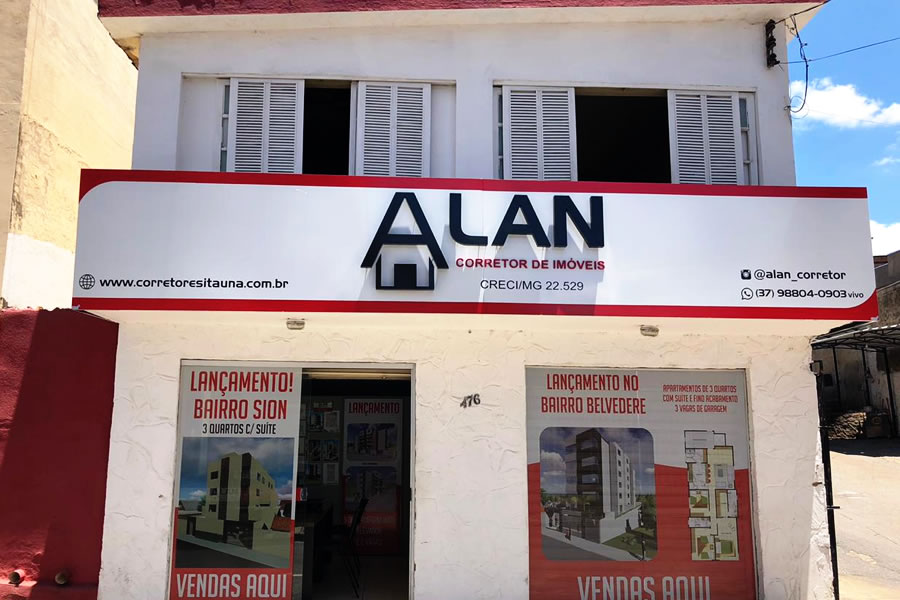 ALAN
CORRETOR DE IMÓVEIS
CRECI/MG 22.529
www.corretoresitauna.com.br
@alan_corretor
(37) 98804-0903 vivo
476
LANÇAMENTO!
BAIRRO SION
3 QUARTOS C/ SUÍTE
VENDAS AQUI
LANÇAMENTO
LANÇAMENTO NO
BAIRRO BELVEDERE
APARTAMENTOS DE 3 QUARTOS
COM SUÍTE E FINO ACABAMENTO
3 VAGAS DE GARAGEM
VENDAS AQUI